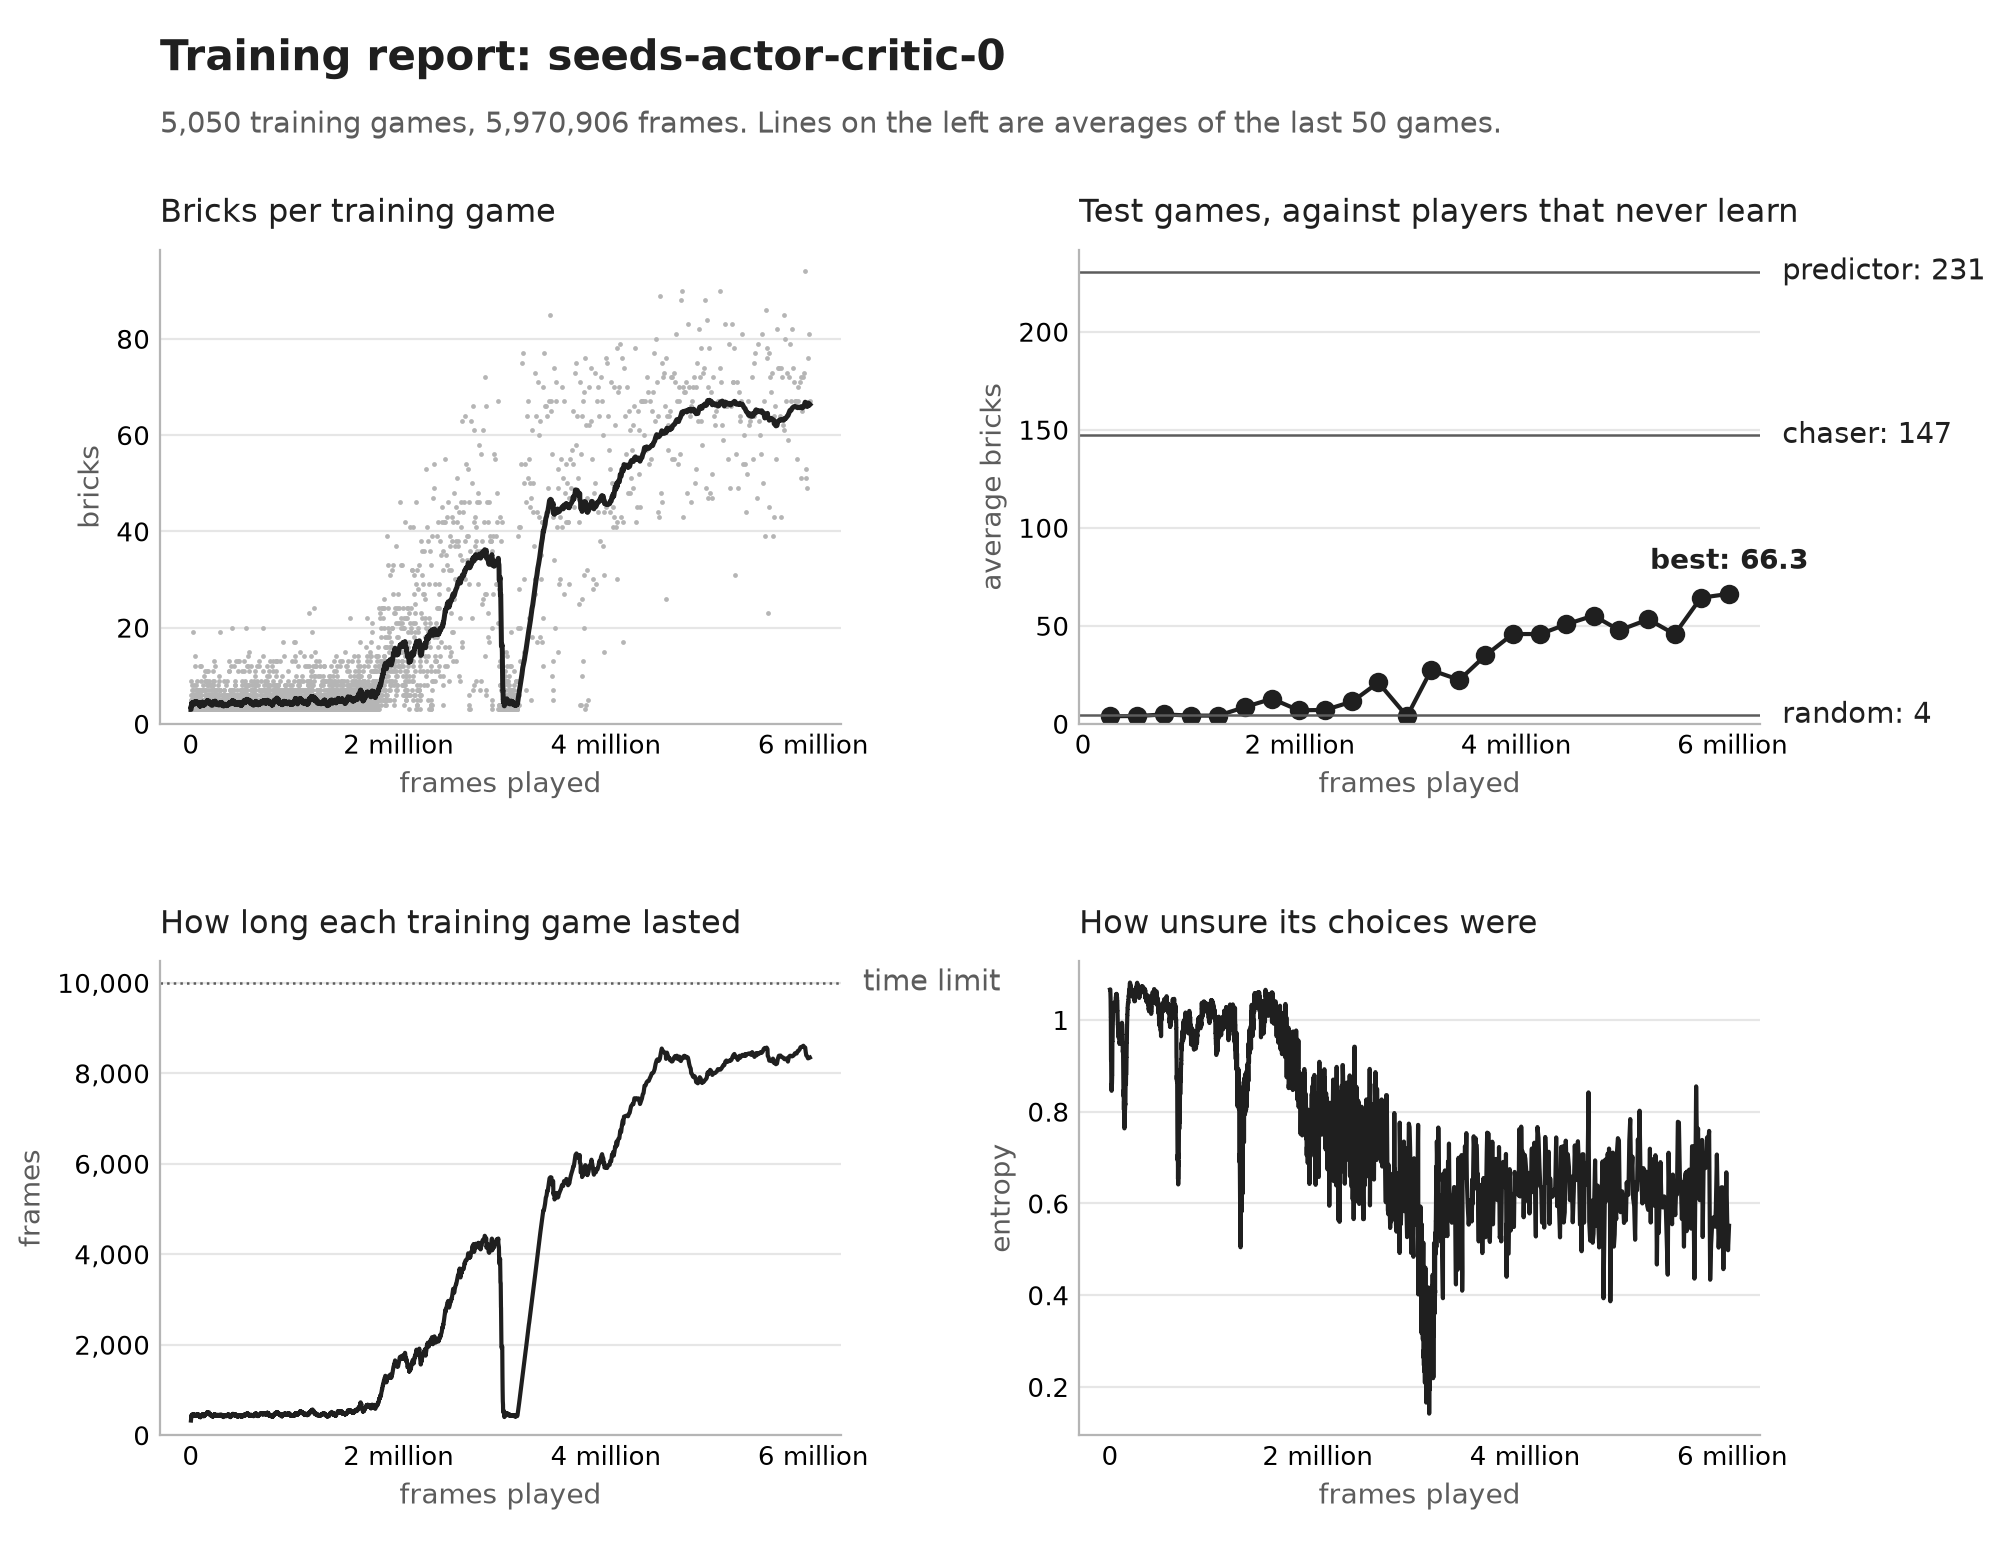 Training report: seeds-actor-critic-0
5,050 training games, 5,970,906 frames. Lines on the left are averages of the last 50 games.
Bricks per training game
bricks
80
60
40
20
0
0
2 million
4 million
6 million
frames played
Test games, against players that never learn
average bricks
200
150
100
50
0
predictor: 231
chaser: 147
best: 66.3
random: 4
0
2 million
4 million
6 million
frames played
How long each training game lasted
frames
10,000
8,000
6,000
4,000
2,000
0
time limit
0
2 million
4 million
6 million
frames played
How unsure its choices were
entropy
1
0.8
0.6
0.4
0.2
0
2 million
4 million
6 million
frames played